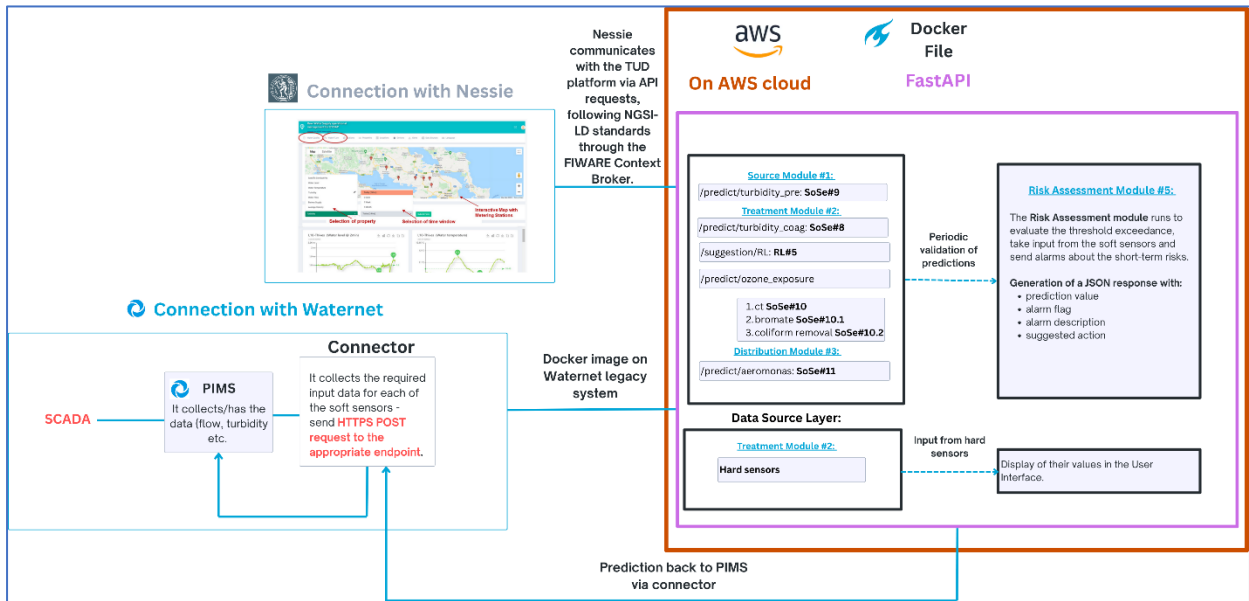 Nessie
communicates
with the TUD
platform via API
requests,
following NGSI-
LD standards
through the
FIWARE Context
Broker.
aws
Docker
File
On AWS cloud
FastAPI
Connection with Nessie
Interactive Map with
Metering Stations
Selection of property
Selection of time window
Source Module #1:
/predict/turbidity_pre: SoSe#9
Treatment Module #2:
/predict/turbidity_coag: SoSe#8
/suggestion/RL: RL#5
/predict/ozone_exposure
1. ct SoSe#10
2. bromate SoSe#10.1
3. coliform removal SoSe#10.2
Distribution Module #3:
/predict/aeromonas: SoSe#11
Periodic
validation of
predictions
Risk Assessment Module #5:
The Risk Assessment module runs to
evaluate the threshold exceedance,
take input from the soft sensors and
send alarms about the short-term risks.
Generation of a JSON response with:
• prediction value
• alarm flag
• alarm description
• suggested action
Connection with Waternet
SCADA
PIMS
It collects/has the
data (flow, turbidity
etc.
Connector
It collects the required
input data for each of
the soft sensors -
send HTTPS POST
request to the
appropriate endpoint.
Docker image on
Waternet legacy
system
Data Source Layer:
Treatment Module #2:
Hard sensors
Input from hard
sensors
Display of their values in the User
Interface.
Prediction back to PIMS
via connector